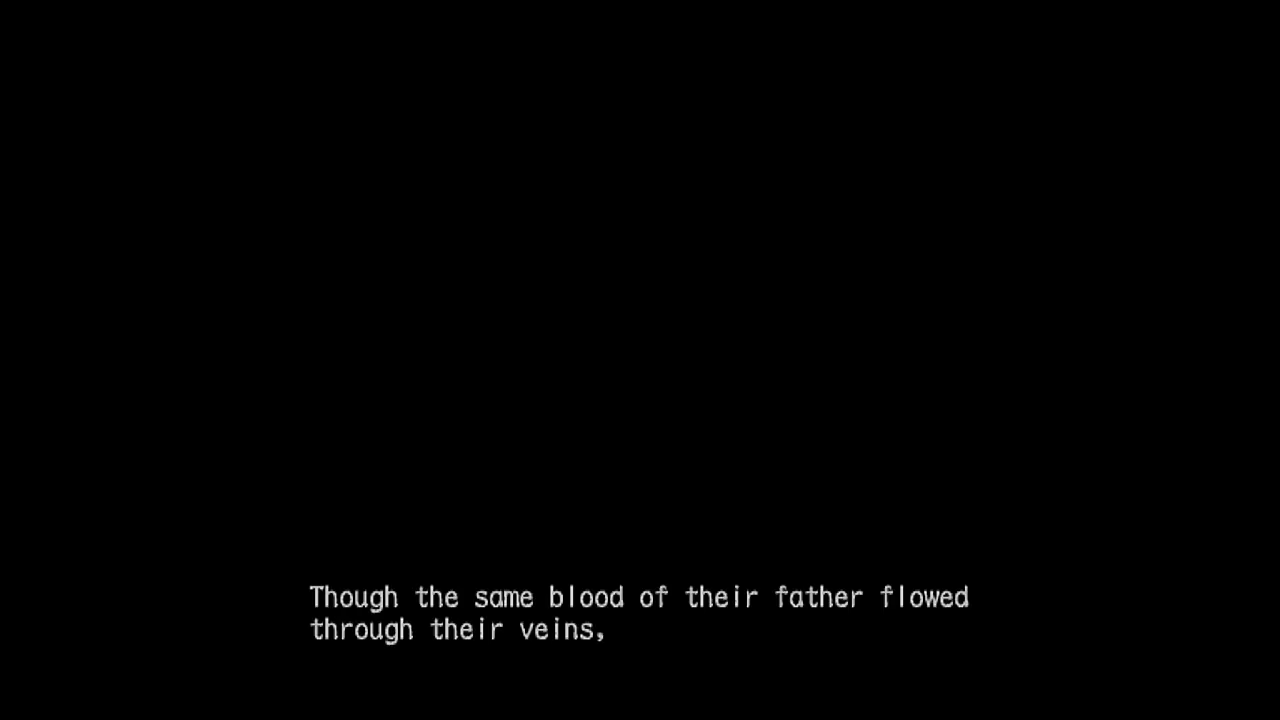 Though the same blood of their father flowed
through their veins,